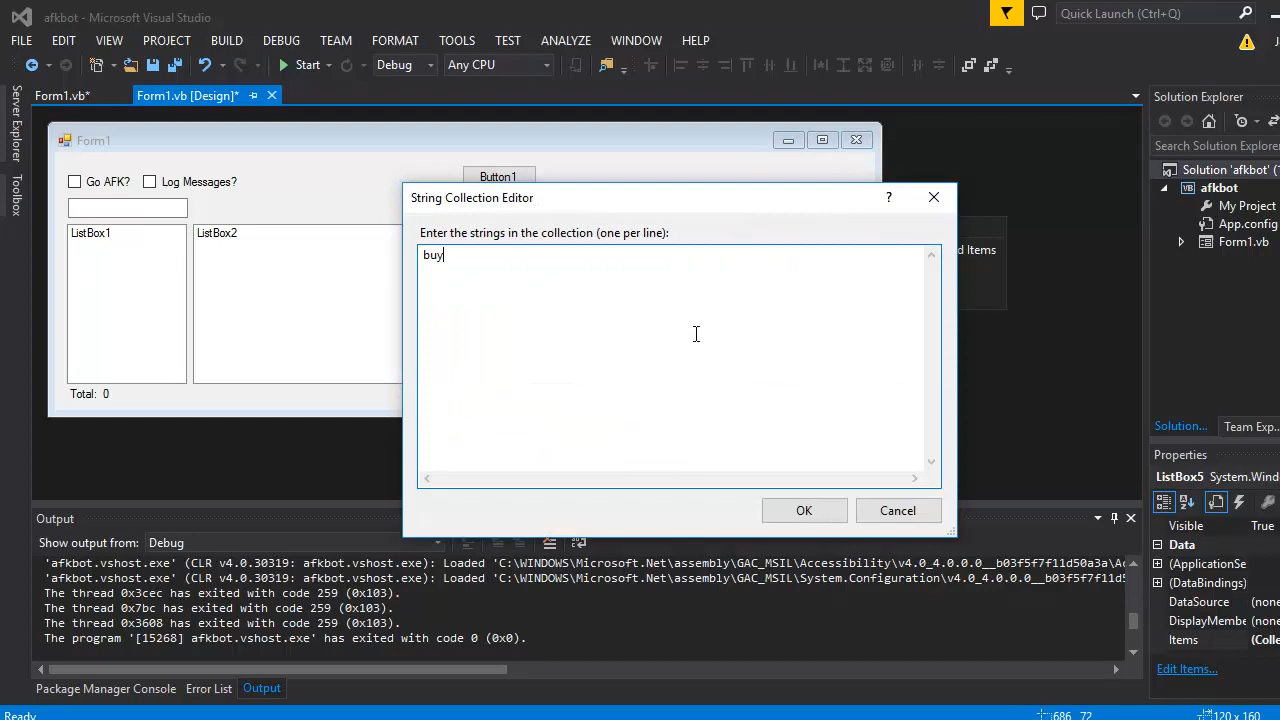 afkbot - Microsoft Visual Studio
Quick Launch (Ctrl+Q)
FILE EDIT VIEW PROJECT BUILD DEBUG TEAM FORMAT TOOLS TEST ANALYZE WINDOW HELP
Start Debug Any CPU
Form1.vb* Form1.vb [Design]*
Server Explorer
Toolbox
Form1
Go AFK? Log Messages?
Button1
ListBox1
ListBox2
Total: 0
String Collection Editor
?
Enter the strings in the collection (one per line):
buy
OK Cancel
d Items
Solution Explorer
Search Solution Explorer
Solution 'afkbot' (
afkbot
My Project
App.config
Form1.vb
Solution... Team Exp...
Properties
ListBox5 System.Wind
Visible True
Data
(ApplicationSe
(DataBindings)
DataSource (none
DisplayMembe (none
Items (Colle
Edit Items...
Output
Show output from: Debug
'afkbot.vshost.exe' (CLR v4.0.30319: afkbot.vshost.exe): Loaded 'C:\WINDOWS\Microsoft.Net\assembly\GAC_MSIL\Accessibility\v4.0_4.0.0.0__b03f5f7f11d50a3a\Ac
'afkbot.vshost.exe' (CLR v4.0.30319: afkbot.vshost.exe): Loaded 'C:\WINDOWS\Microsoft.Net\assembly\GAC_MSIL\System.Configuration\v4.0_4.0.0.0__b03f5f7f11d5
The thread 0x3cec has exited with code 259 (0x103).
The thread 0x7bc has exited with code 259 (0x103).
The thread 0x3608 has exited with code 259 (0x103).
The program '[15268] afkbot.vshost.exe' has exited with code 0 (0x0).
Package Manager Console Error List Output
Ready
686, 72
120 x 160